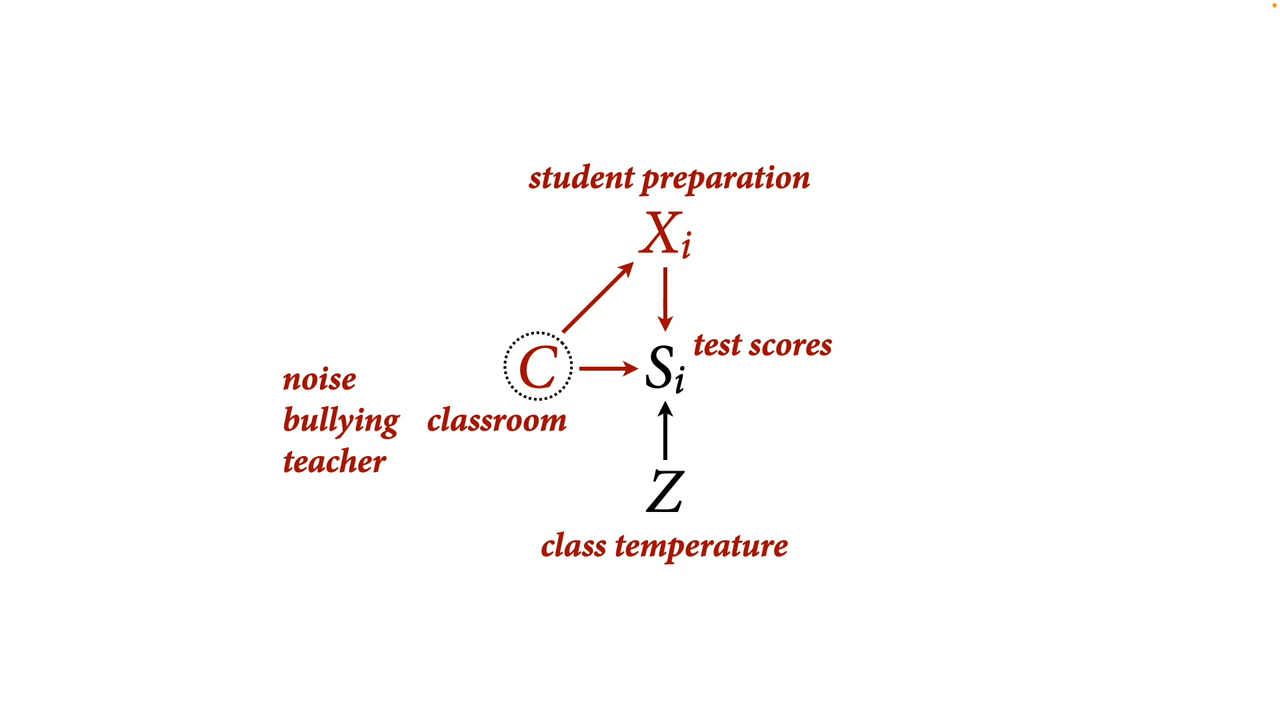 student preparation
Xi
test scores
C
Si
noise
bullying
classroom
teacher
Z
class temperature